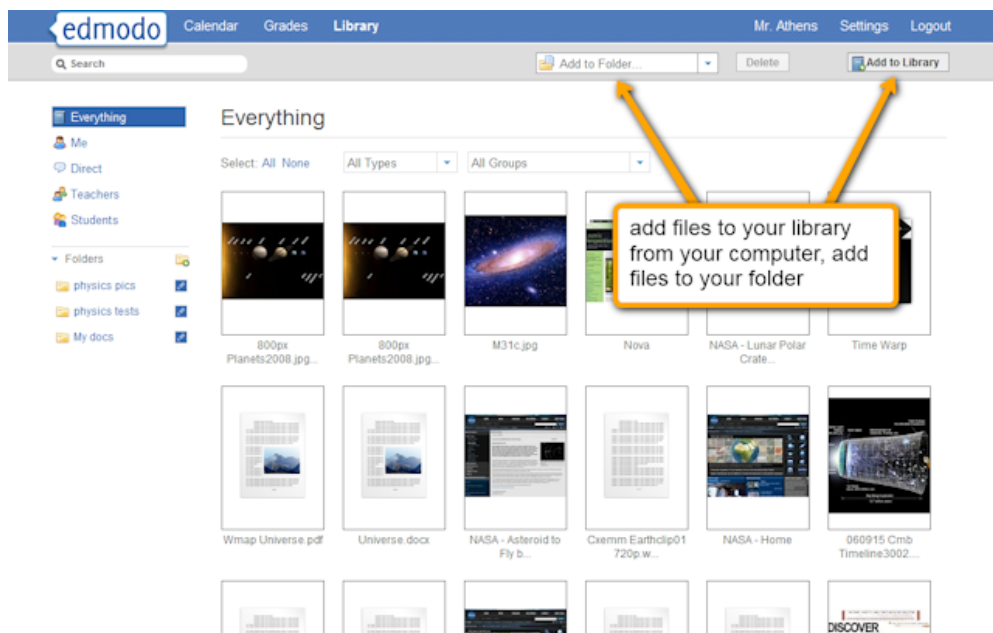 edmodo Calendar Grades Library Mr. Athens Settings Logout
Search Add to Folder... Delete Add to Library
Everything
Me
Direct
Teachers
Students
Folders
physics pics
physics tests
My docs
Everything
Select: All None All Types All Groups
add files to your library
from your computer, add
files to your folder
800px
Planets2008.jpg...
800px
Planets2008.jpg...
M31c.jpg
Nova
NASA - Lunar Polar
Crate...
Time Warp
Wmap Universe.pdf
Universe.docx
NASA - Asteroid to
Fly b...
Cxemm Earthclip01
720p.w...
NASA - Home
060915 Cmb
Timeline3002...
DISCOVER